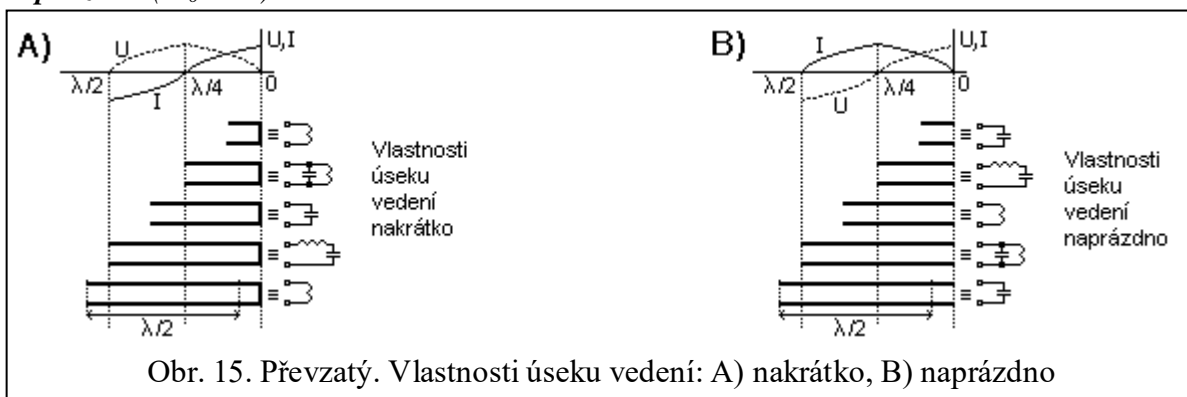 A)
U
U,I
λ/2
I
λ/4
0
Vlastnosti
úseku
vedení
nakrátko
λ/2
B)
I
U,I
λ/2
U
λ/4
0
Vlastnosti
úseku
vedení
naprázdno
λ/2
Obr. 15. Převzatý. Vlastnosti úseku vedení: A) nakrátko, B) naprázdno